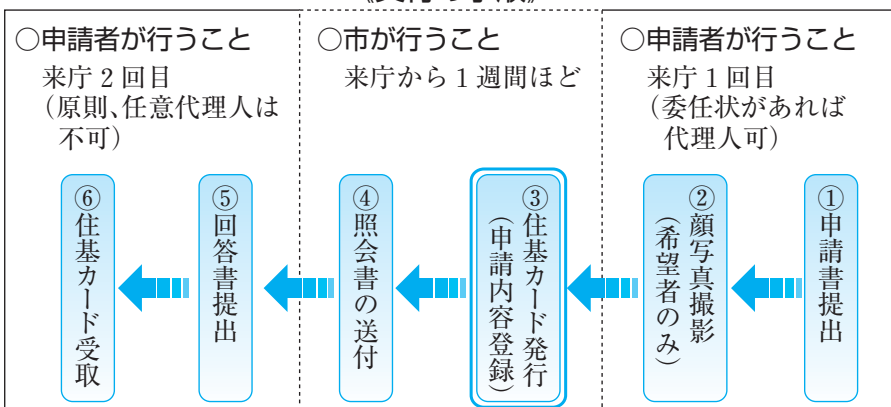 ○申請者が行うこと
来庁1回目
(委任状があれば
代理人可)
①申請書提出
②顔写真撮影
(希望者のみ)
○市が行うこと
来庁から1週間ほど
③住基カード発行
(申請内容登録)
④照会書の送付
○申請者が行うこと
来庁2回目
(原則、任意代理人は
不可)
⑤回答書提出
⑥住基カード受取